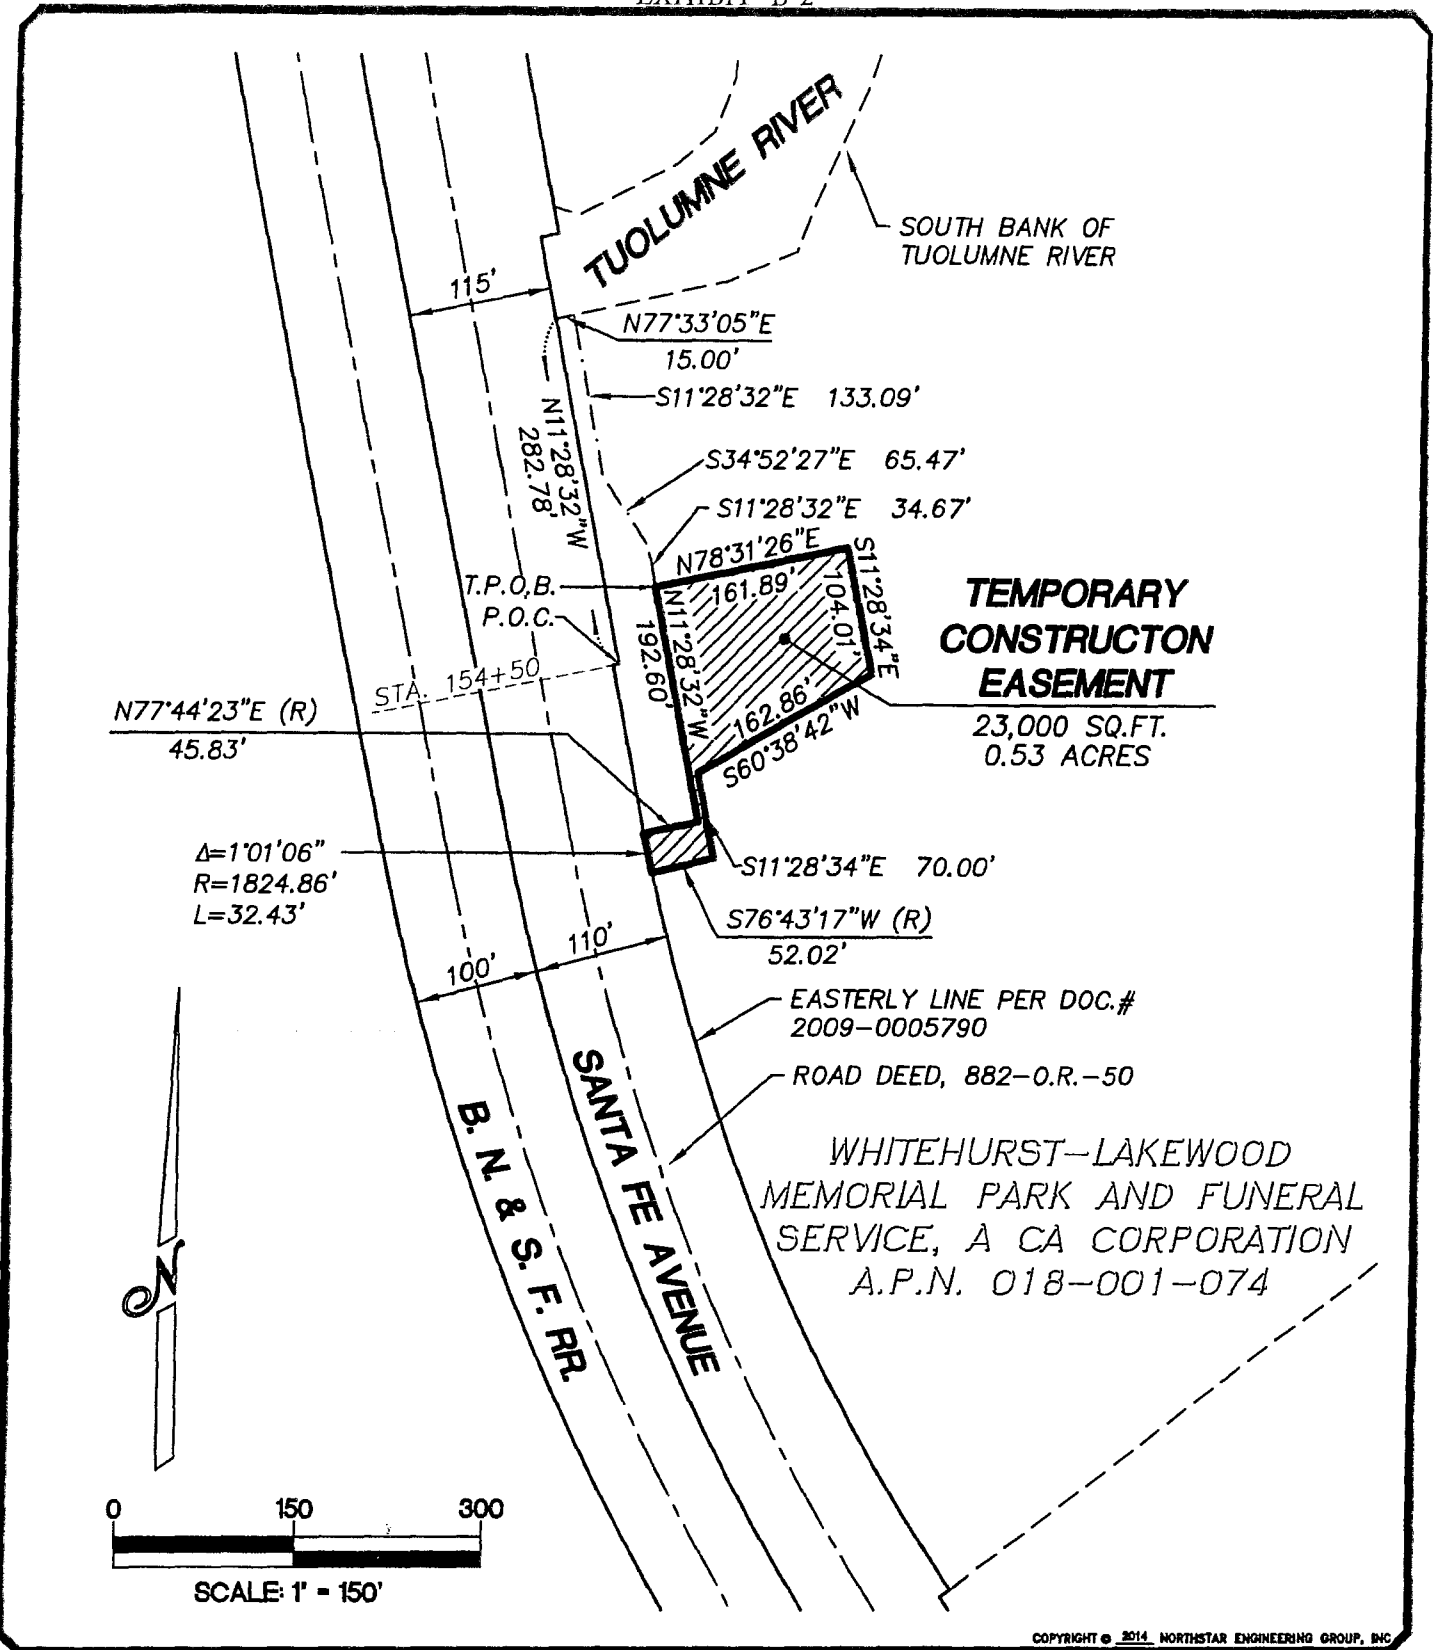 TUOLUMNE RIVER
SOUTH BANK OF
TUOLUMNE RIVER
115'
N77°33'05"E
15.00'
S11°28'32"E 133.09'
N11°28'32"W
282.78'
S34°52'27"E 65.47'
S11°28'32"E 34.67'
N78°31'26"E
161.89'
S11°28'34"E
104.01'
T.P.O.B.
P.O.C.
N11°28'32"W
192.60'
STA. 154+50
162.86'
S60°38'42"W
TEMPORARY
CONSTRUCTON
EASEMENT
23,000 SQ.FT.
0.53 ACRES
N77°44'23"E (R)
45.83'
Δ=1°01'06"
R=1824.86'
L=32.43'
S11°28'34"E 70.00'
S76°43'17"W (R)
52.02'
100'
110'
EASTERLY LINE PER DOC.#
2009-0005790
ROAD DEED, 882-O.R.-50
SANTA FE AVENUE
B. N. & S. F. RR.
WHITEHURST-LAKEWOOD
MEMORIAL PARK AND FUNERAL
SERVICE, A CA CORPORATION
A.P.N. 018-001-074
N
0 150 300
SCALE: 1" = 150'
COPYRIGHT © 2014 NORTHSTAR ENGINEERING GROUP, INC